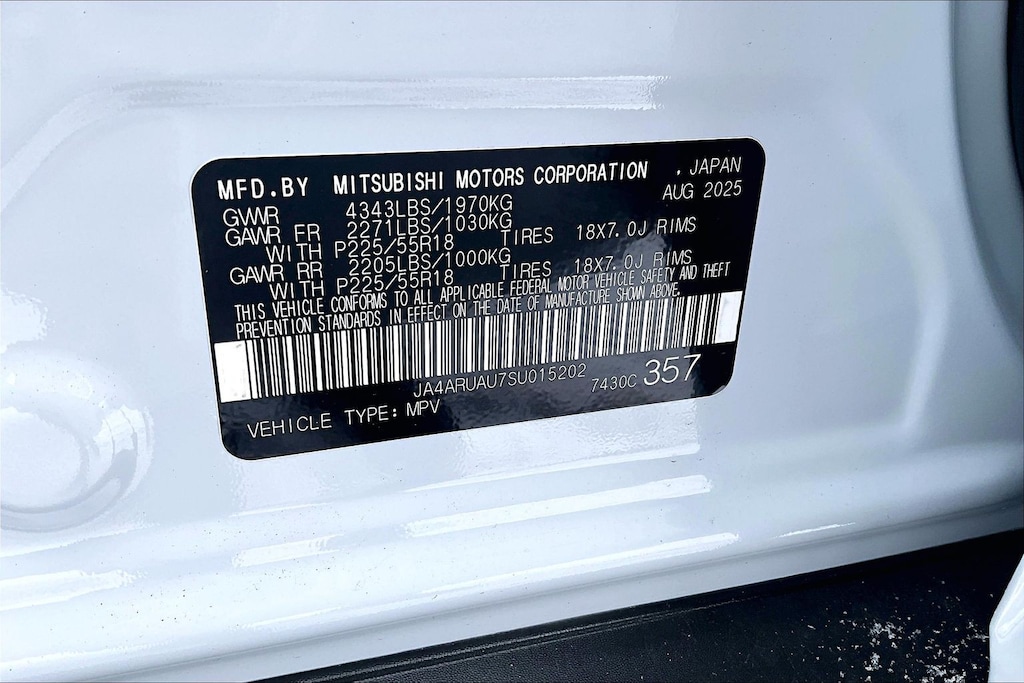 MFD.BY MITSUBISHI MOTORS CORPORATION , JAPAN
AUG 2025
GVWR 4343LBS/1970KG
GAWR FR 2271LBS/1030KG
WITH P225/55R18 TIRES 18X7.0J RIMS
GAWR RR 2205LBS/1000KG
WITH P225/55R18 TIRES 18X7.0J RIMS
THIS VEHICLE CONFORMS TO ALL APPLICABLE FEDERAL MOTOR VEHICLE SAFETY AND THEFT
PREVENTION STANDARDS IN EFFECT ON THE DATE OF MANUFACTURE SHOWN ABOVE.
JA4ARUAU7SU015202 7430C 357
VEHICLE TYPE: MPV